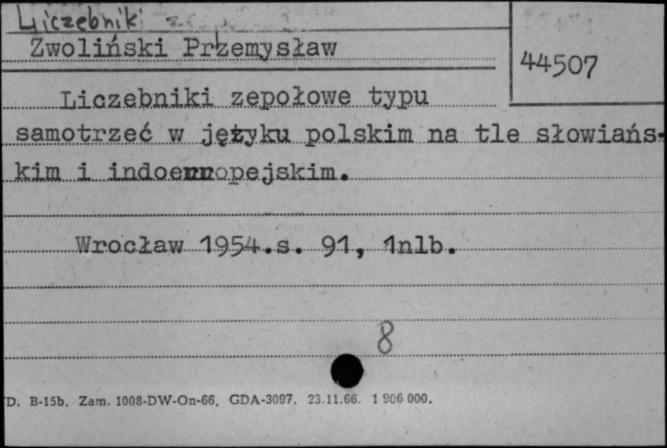 Liczebnik
Zwoliński Przemysław
44507
Liczebniki zepołowe typu
samotrzeć w języku polskim na tle słowiańs-
kim i indoeuropejskim.
Wrocław 1954.s. 91, 1nlb.
8
D. B-15b. Zam. 1008-DW-On-66. GDA-3097. 23.11.66. 1 906 000.